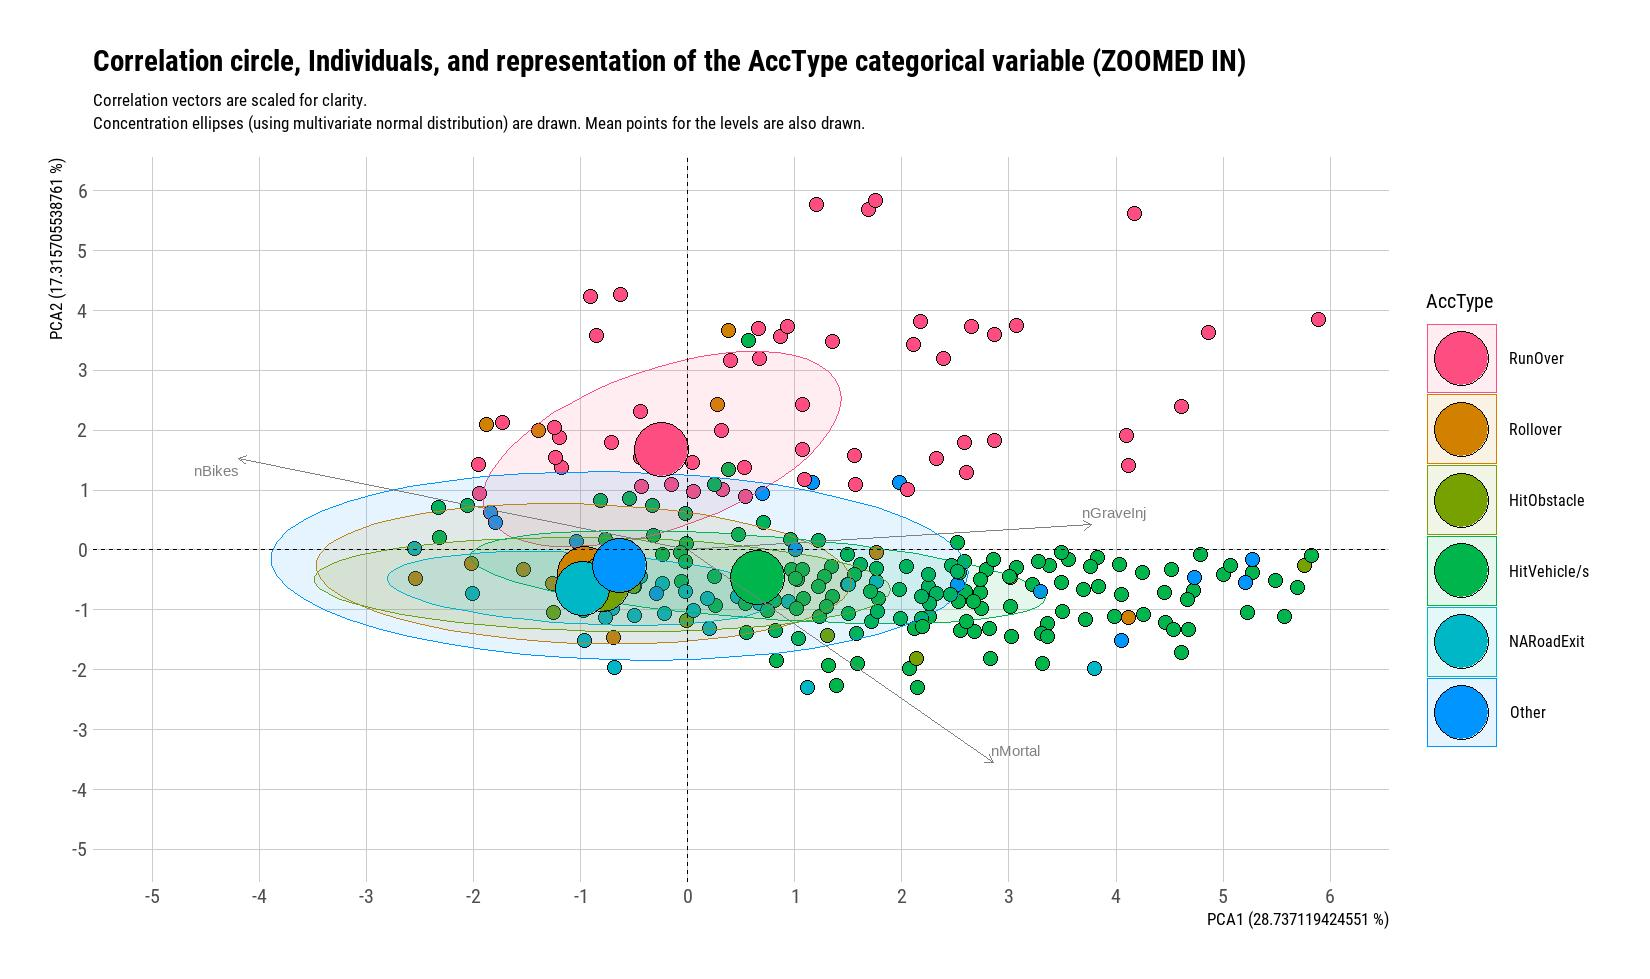 Correlation circle, Individuals, and representation of the AccType categorical variable (ZOOMED IN)
Correlation vectors are scaled for clarity.
Concentration ellipses (using multivariate normal distribution) are drawn. Mean points for the levels are also drawn.
PCA2 (17.315705538761 %)
6
5
4
3
2
1
0
-1
-2
-3
-4
-5
nBikes
nGraveInj
nMortal
-5
-4
-3
-2
-1
0
1
2
3
4
5
6
PCA1 (28.737119424551 %)
AccType
RunOver
Rollover
HitObstacle
HitVehicle/s
NARoadExit
Other